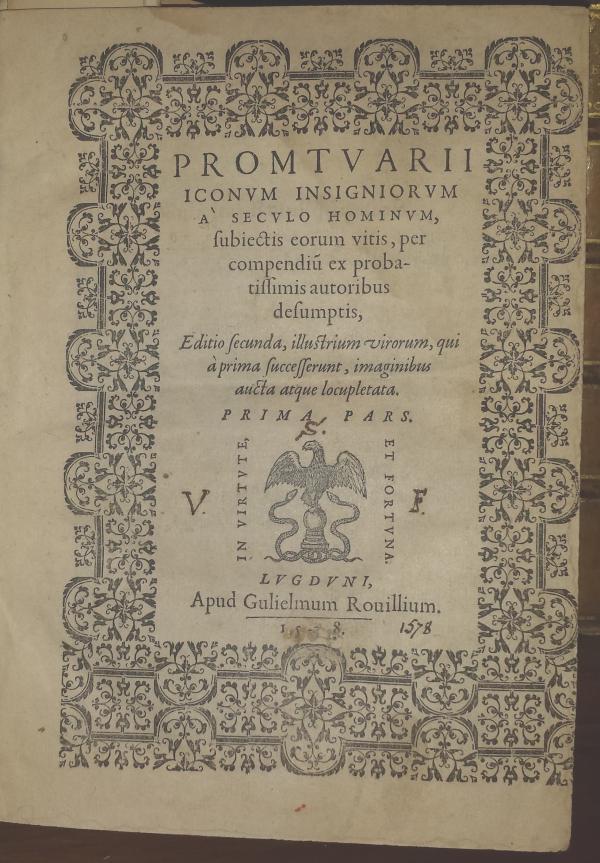 PROMTVARII
ICONVM INSIGNIORVM
A` SECVLO HOMINVM,
subiectis eorum vitis, per
compendiũ ex proba-
tissimis autoribus
desumptis,
Editio secunda, illustrium virorum, qui
à prima successerunt, imaginibus
aucta atque locupletata.
PRIMA PARS.
S.
V.
IN VIRTVTE,
ET FORTVNA.
F.
LVGDVNI,
Apud Gulielmum Rouillium.
1578.
1578